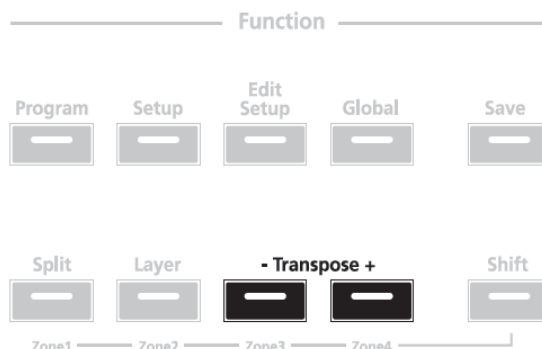 Function
Program Setup Edit Setup Global Save
Split Layer - Transpose + Shift
Zone1 Zone2 Zone3 Zone4